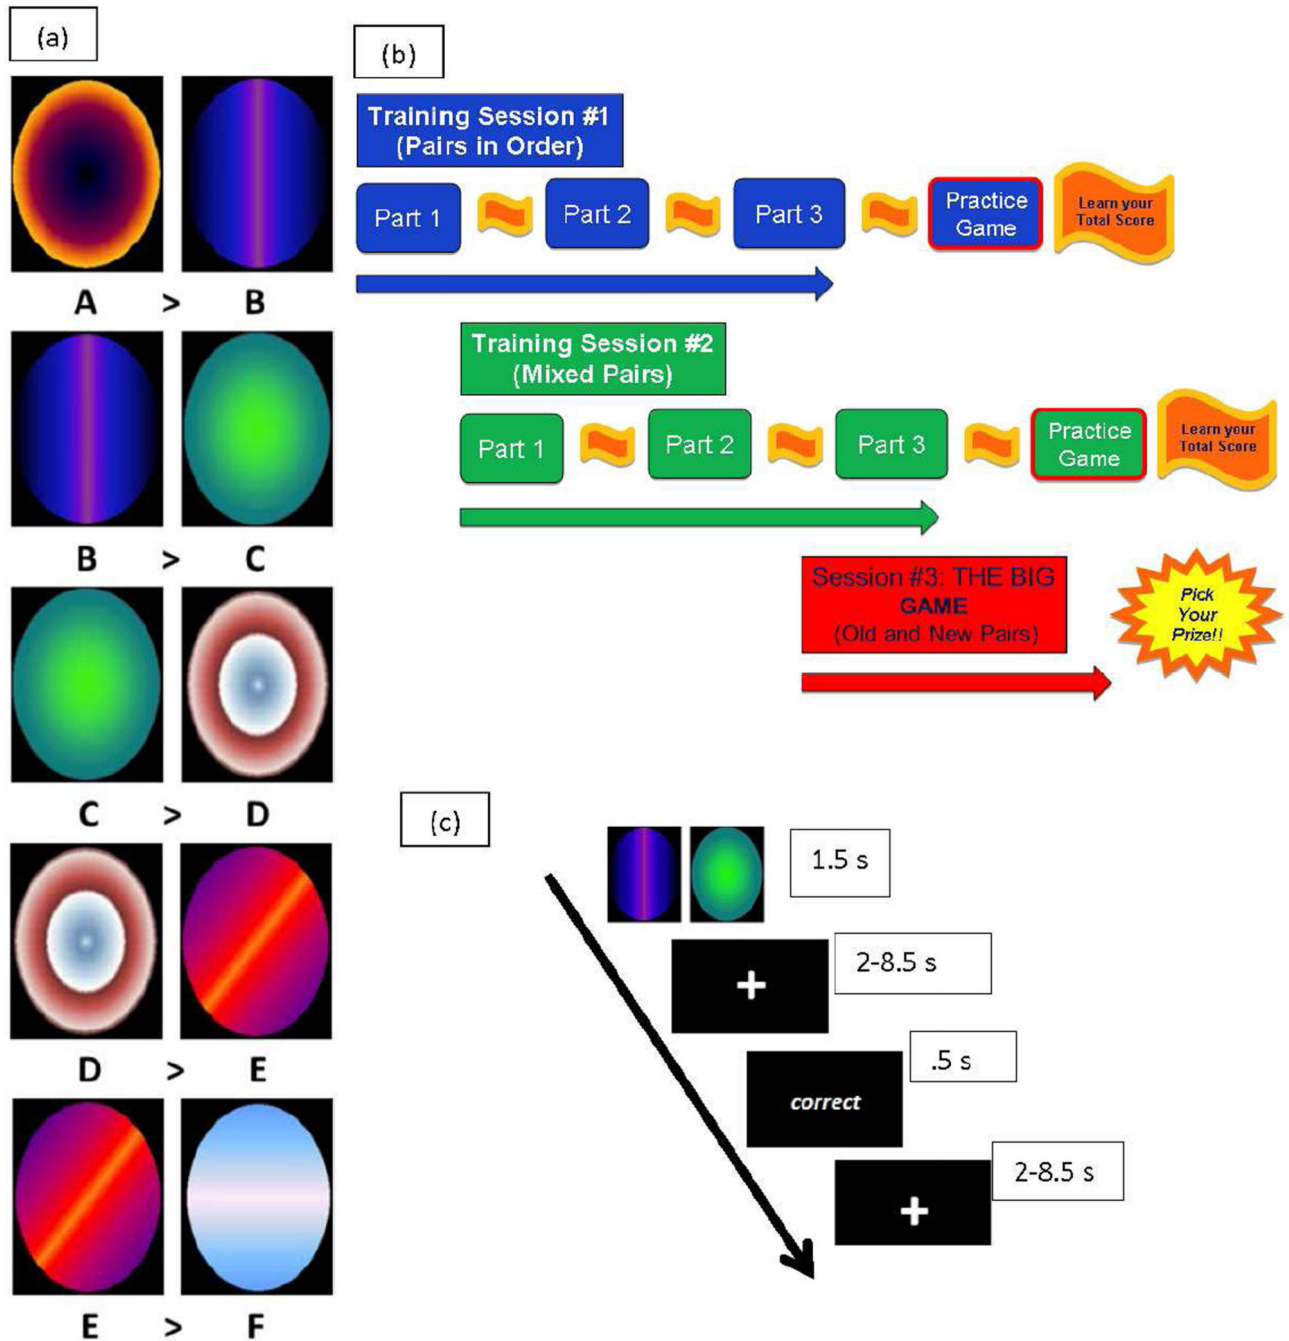 (a)
A > B
B > C
C > D
D > E
E > F
(b)
Training Session #1
(Pairs in Order)
Part 1
Part 2
Part 3
Practice
Game
Learn your
Total Score
Training Session #2
(Mixed Pairs)
Part 1
Part 2
Part 3
Practice
Game
Learn your
Total Score
Session #3: THE BIG
GAME
(Old and New Pairs)
Pick
Your
Prize!!
(c)
1.5 s
2-8.5 s
correct
.5 s
2-8.5 s